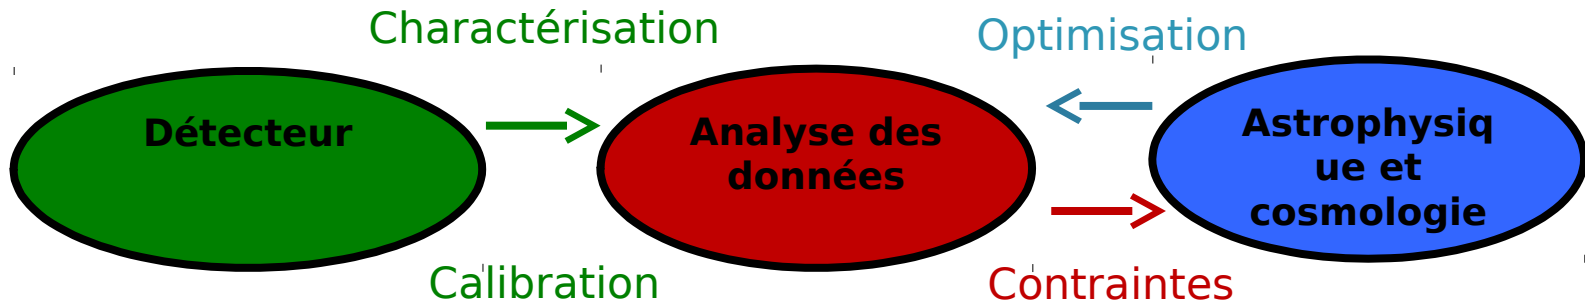 Charactérisation
Optimisation
Détecteur
Analyse des
données
Astrophysiq
ue et
cosmologie
Calibration
Contraintes